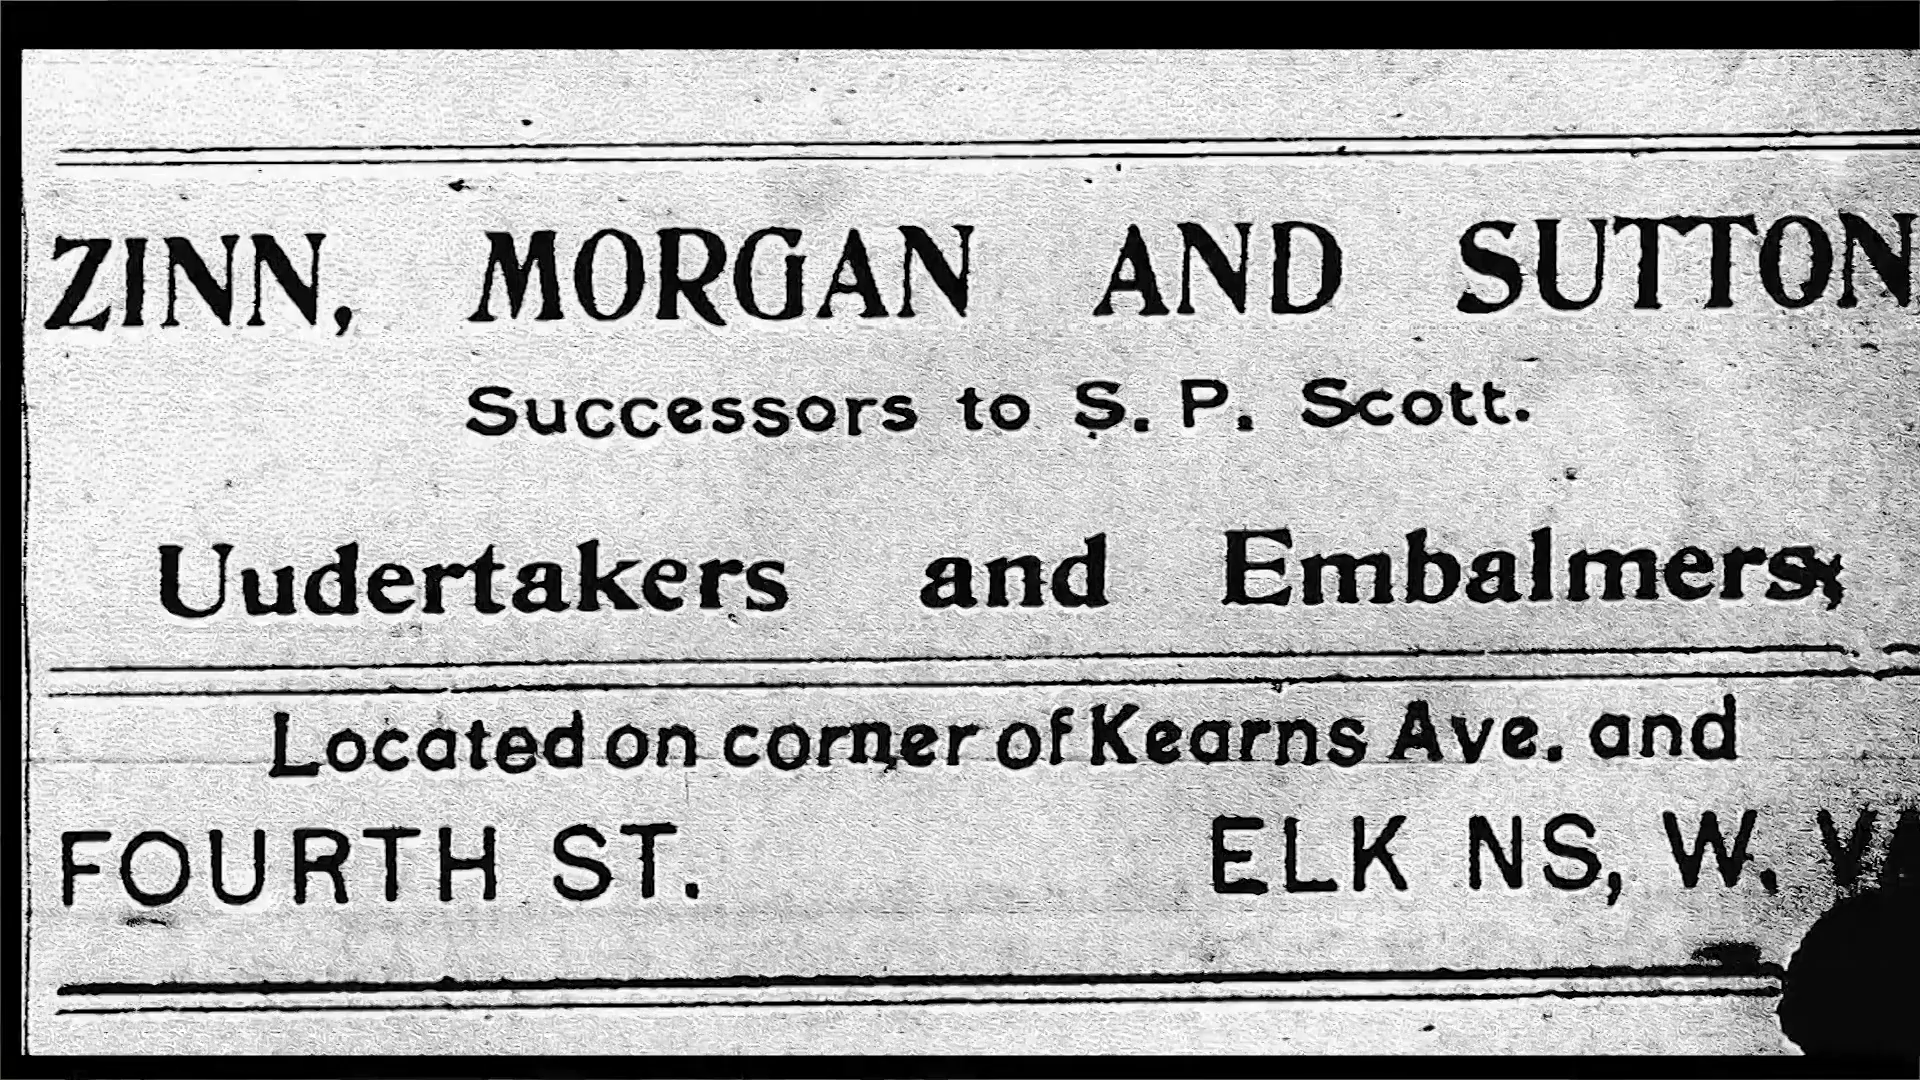 ZINN, MORGAN AND SUTTON
Successors to S. P. Scott.
Uudertakers and Embalmers,
Located on corner of Kearns Ave. and
FOURTH ST. ELK NS, W. V